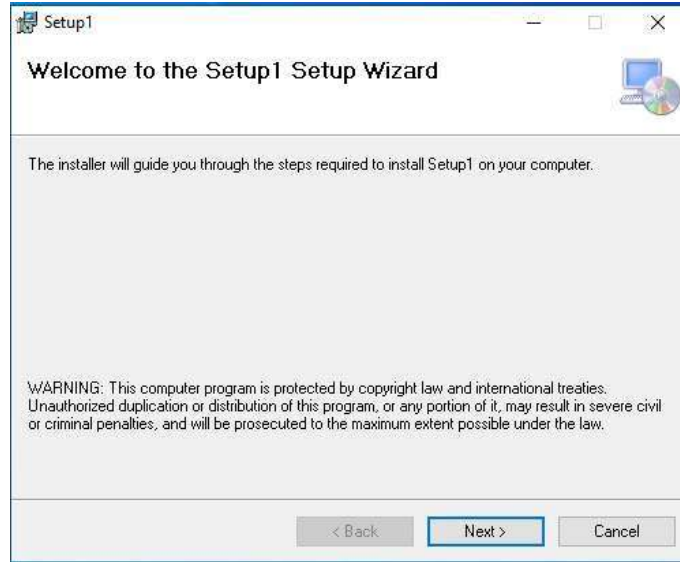 Setup1
Welcome to the Setup1 Setup Wizard
The installer will guide you through the steps required to install Setup1 on your computer.
WARNING: This computer program is protected by copyright law and international treaties.
Unauthorized duplication or distribution of this program, or any portion of it, may result in severe civil
or criminal penalties, and will be prosecuted to the maximum extent possible under the law.
< Back Next > Cancel